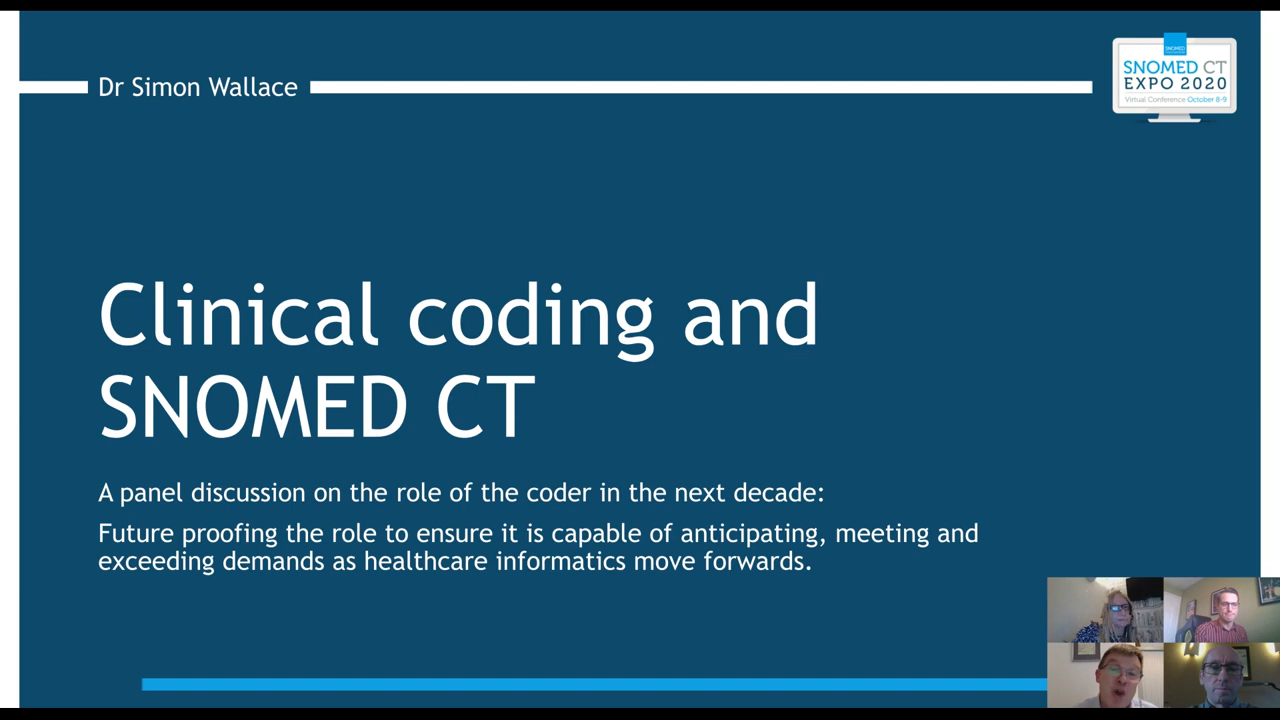 Dr Simon Wallace
SNOMED
SNOMED CT
EXPO 2020
Virtual Conference October 8-9
Clinical coding and
SNOMED CT
A panel discussion on the role of the coder in the next decade:
Future proofing the role to ensure it is capable of anticipating, meeting and
exceeding demands as healthcare informatics move forwards.